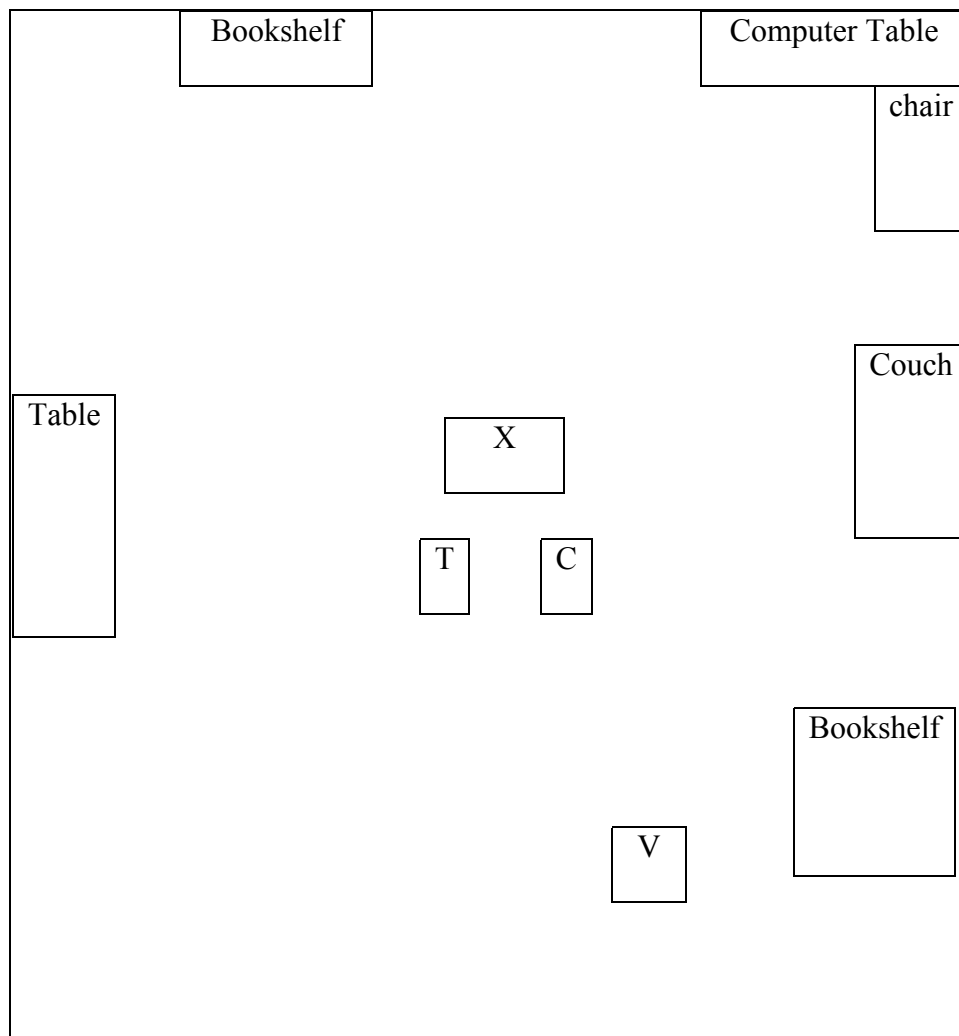 Bookshelf
Computer Table
chair
Couch
Table
X
T
C
Bookshelf
V